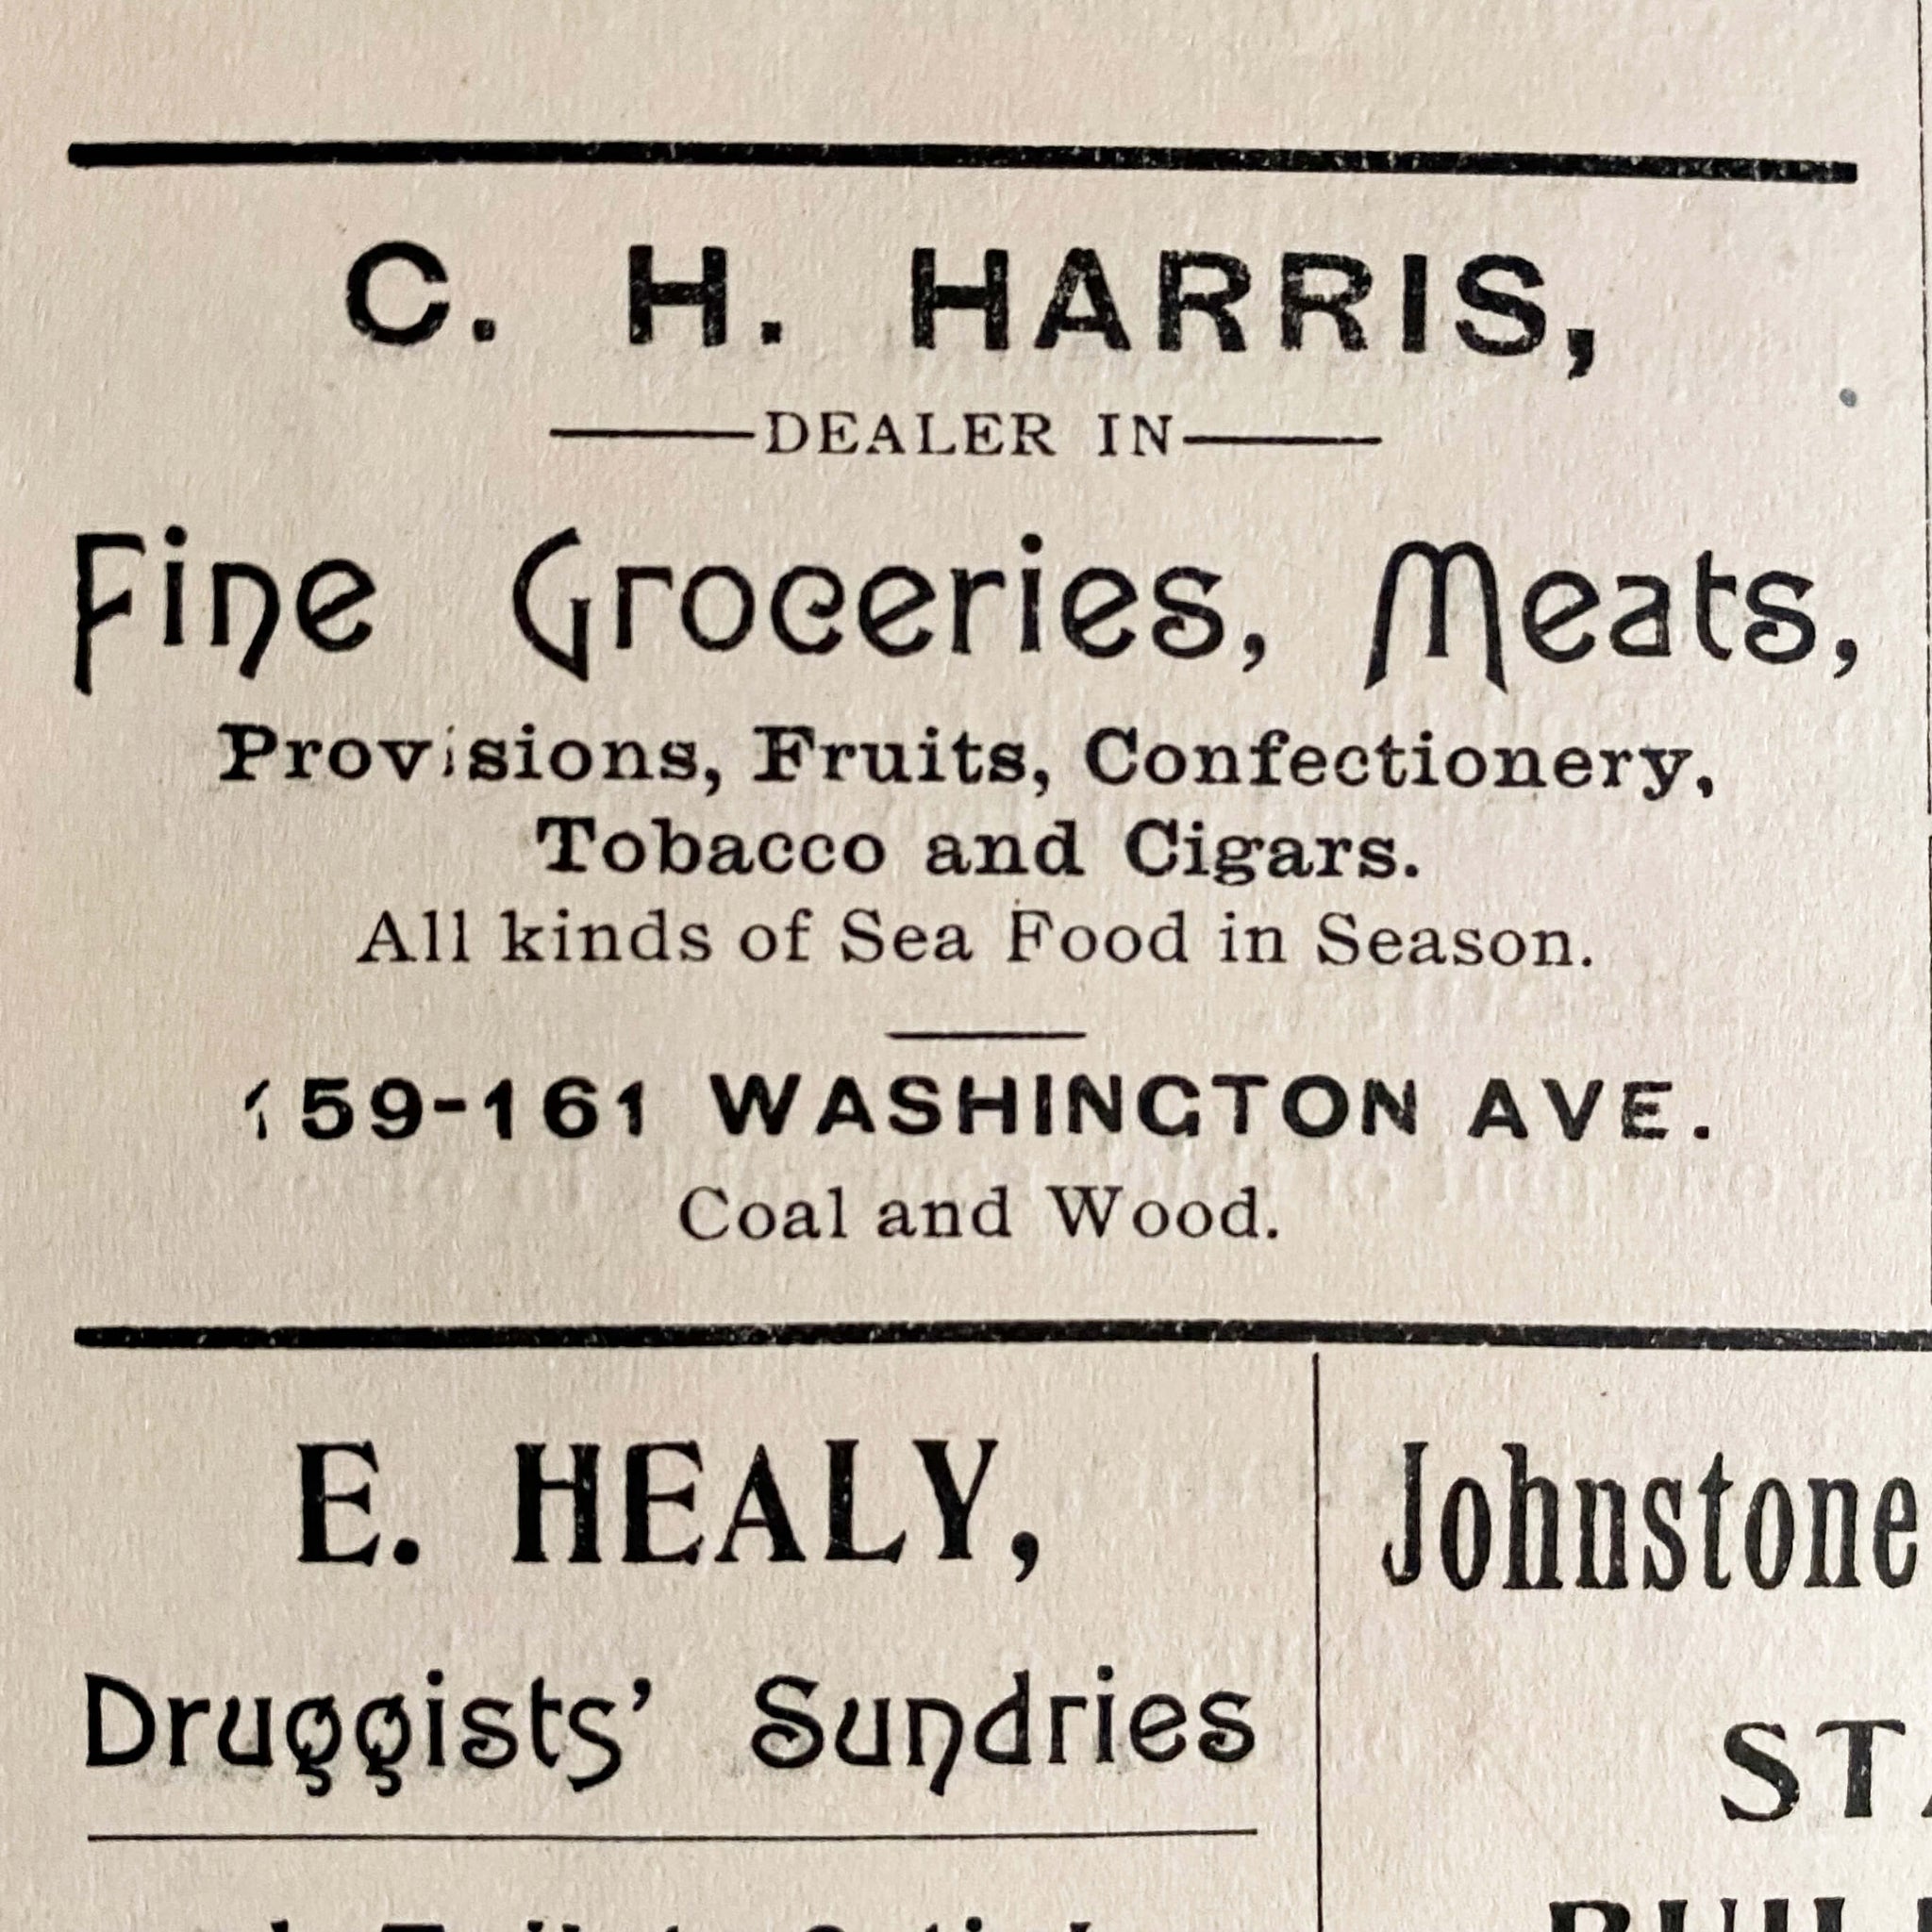 C. H. HARRIS,
DEALER IN
Fine Groceries, Meats,
Provisions, Fruits, Confectionery,
Tobacco and Cigars.
All kinds of Sea Food in Season.
159-161 WASHINGTON AVE.
Coal and Wood.
E. HEALY,
Druggists' Sundries
Johnstone